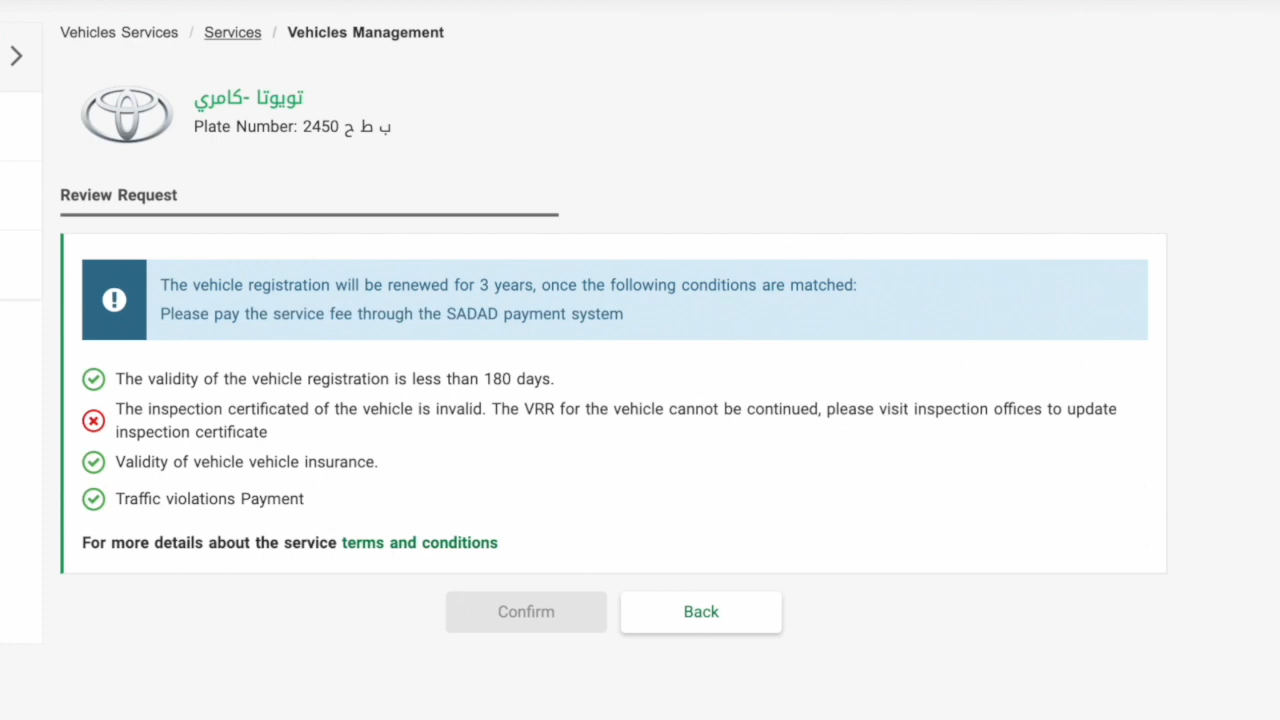 Vehicles Services / Services / Vehicles Management
تويوتا -كامري
Plate Number: 2450 ب ط ح
Review Request
The vehicle registration will be renewed for 3 years, once the following conditions are matched:
Please pay the service fee through the SADAD payment system
The validity of the vehicle registration is less than 180 days.
The inspection certificated of the vehicle is invalid. The VRR for the vehicle cannot be continued, please visit inspection offices to update
inspection certificate
Validity of vehicle vehicle insurance.
Traffic violations Payment
For more details about the service terms and conditions
Confirm
Back